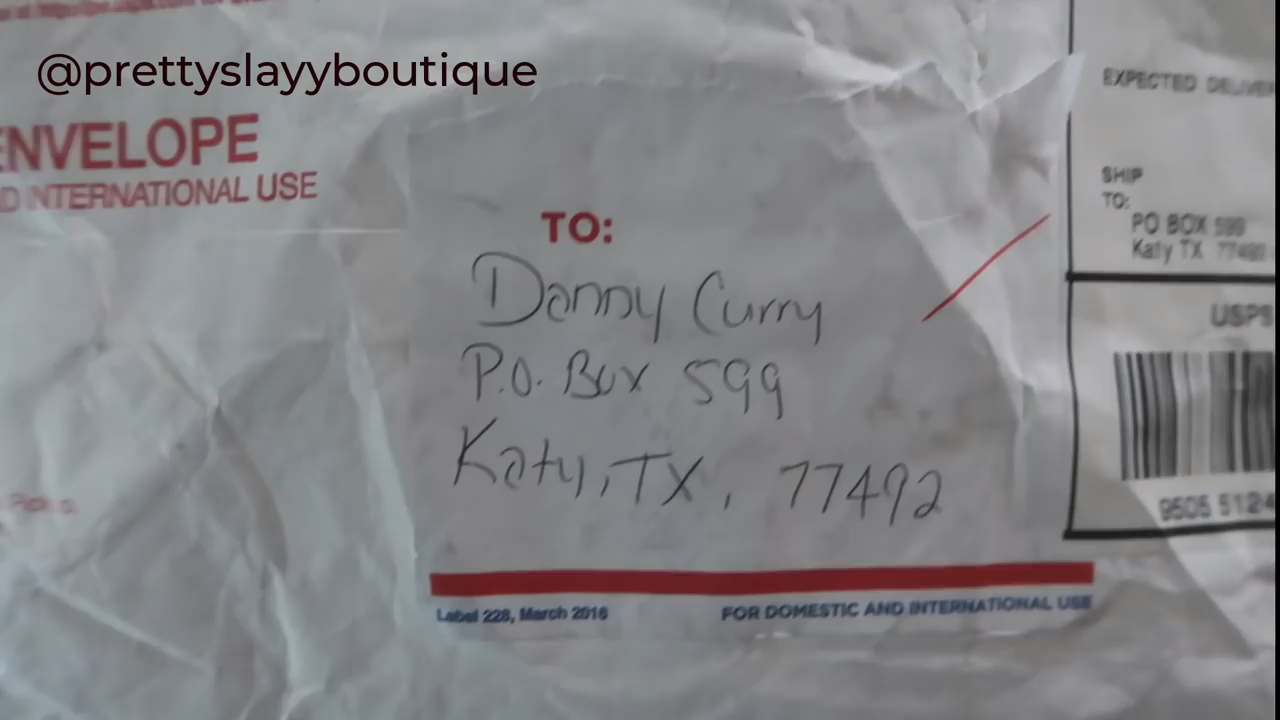 @prettyslayyboutique
ENVELOPE
D INTERNATIONAL USE
TO:
Danny Curry
P.O. Box 599
Katy, TX, 77492
Label 228, March 2016
FOR DOMESTIC AND INTERNATIONAL USE
EXPECTED DELIVER
SHIP
TO:
PO BOX 599
Katy TX
USPS
9505 5124